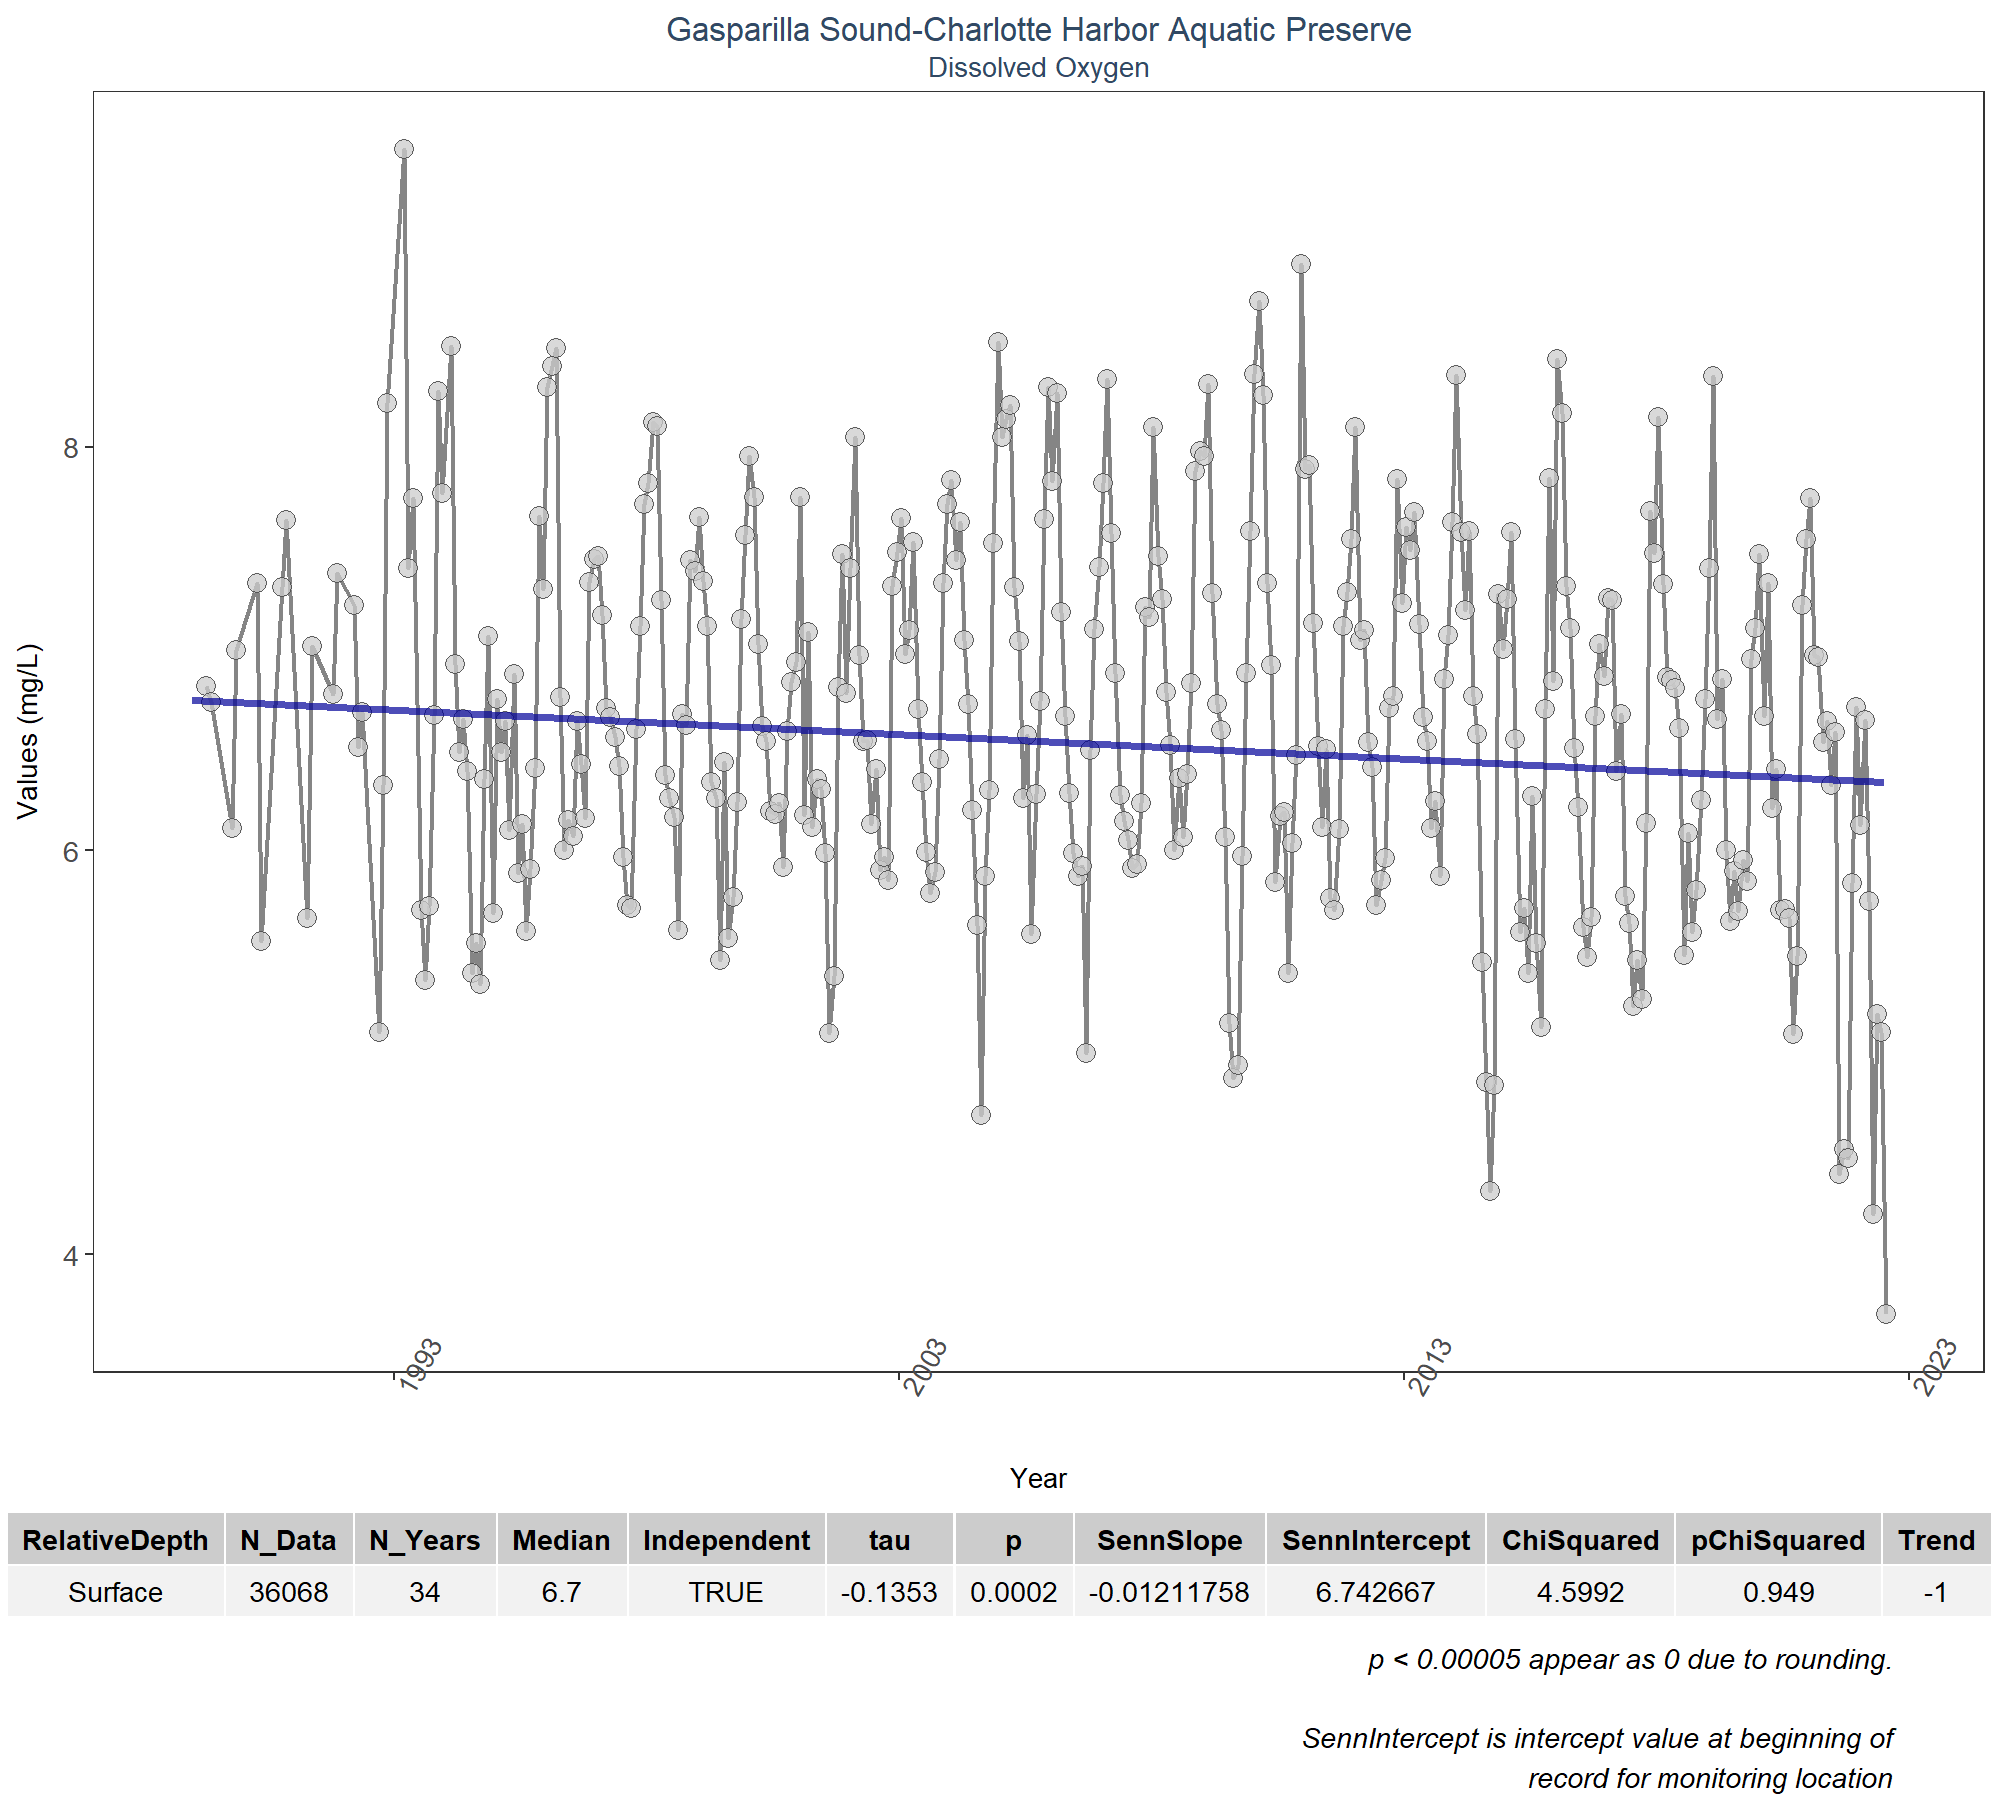 Gasparilla Sound-Charlotte Harbor Aquatic Preserve
Dissolved Oxygen
Values (mg/L)
8
6
4
1993
2003
2013
2023
Year
RelativeDepth N_Data N_Years Median Independent tau p SennSlope SennIntercept ChiSquared pChiSquared Trend
Surface 36068 34 6.7 TRUE -0.1353 0.0002 -0.01211758 6.742667 4.5992 0.949 -1
p < 0.00005 appear as 0 due to rounding.
SennIntercept is intercept value at beginning of
record for monitoring location